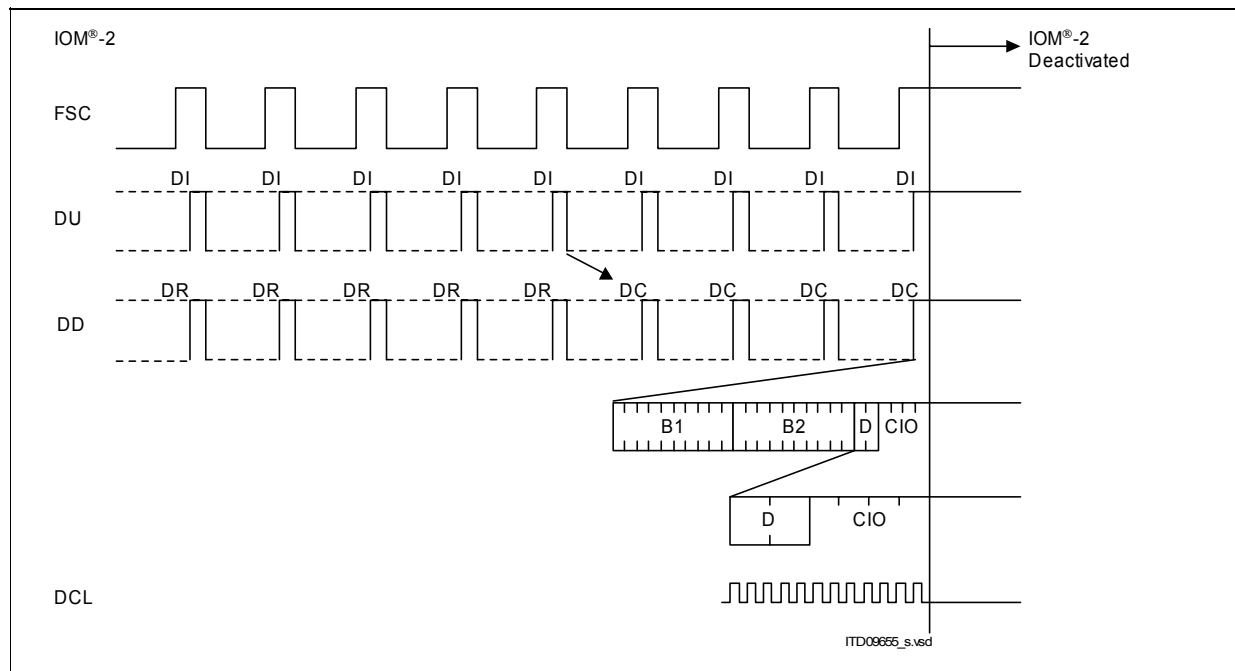 IOM®-2
IOM®-2
Deactivated
FSC
DI DI DI DI DI DI DI DI DI
DU
DR DR DR DR DR DC DC DC DC
DD
B1 B2 D CIO
D CIO
DCL
ITD09655_s.vsd